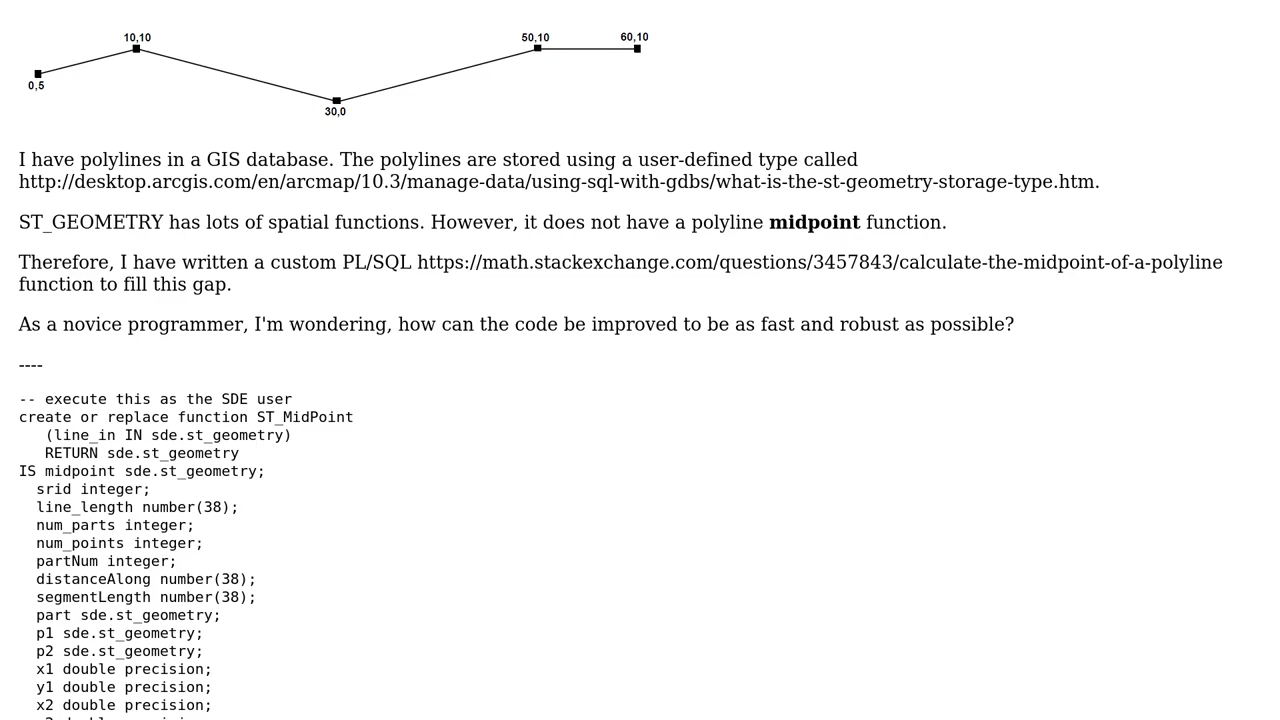 10,10
50,10
60,10
0,5
30,0
I have polylines in a GIS database. The polylines are stored using a user-defined type called
http://desktop.arcgis.com/en/arcmap/10.3/manage-data/using-sql-with-gdbs/what-is-the-st-geometry-storage-type.htm.
ST_GEOMETRY has lots of spatial functions. However, it does not have a polyline midpoint function.
Therefore, I have written a custom PL/SQL https://math.stackexchange.com/questions/3457843/calculate-the-midpoint-of-a-polyline
function to fill this gap.
As a novice programmer, I'm wondering, how can the code be improved to be as fast and robust as possible?
----
-- execute this as the SDE user
create or replace function ST_MidPoint
   (line_in IN sde.st_geometry)
   RETURN sde.st_geometry
IS midpoint sde.st_geometry;
  srid integer;
  line_length number(38);
  num_parts integer;
  num_points integer;
  partNum integer;
  distanceAlong number(38);
  segmentLength number(38);
  part sde.st_geometry;
  p1 sde.st_geometry;
  p2 sde.st_geometry;
  x1 double precision;
  y1 double precision;
  x2 double precision;